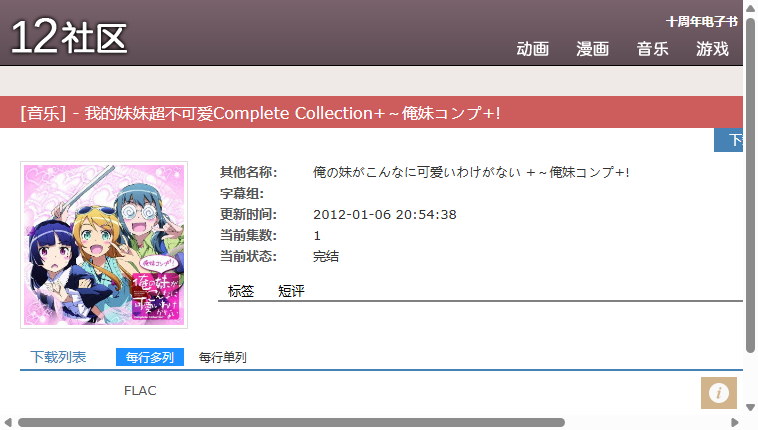 12社区
十周年电子书
动画 漫画 音乐 游戏
[音乐] - 我的妹妹超不可爱Complete Collection+～俺妹コンプ+!
其他名称: 俺の妹がこんなに可愛いわけがない +～俺妹コンプ+!
字幕组:
更新时间: 2012-01-06 20:54:38
当前集数: 1
当前状态: 完结
俺妹コンプ+!
俺の妹が
こんなに
可愛いわけ
がない
Complete Collection+
标签 短评
下载列表 每行多列 每行单列
FLAC